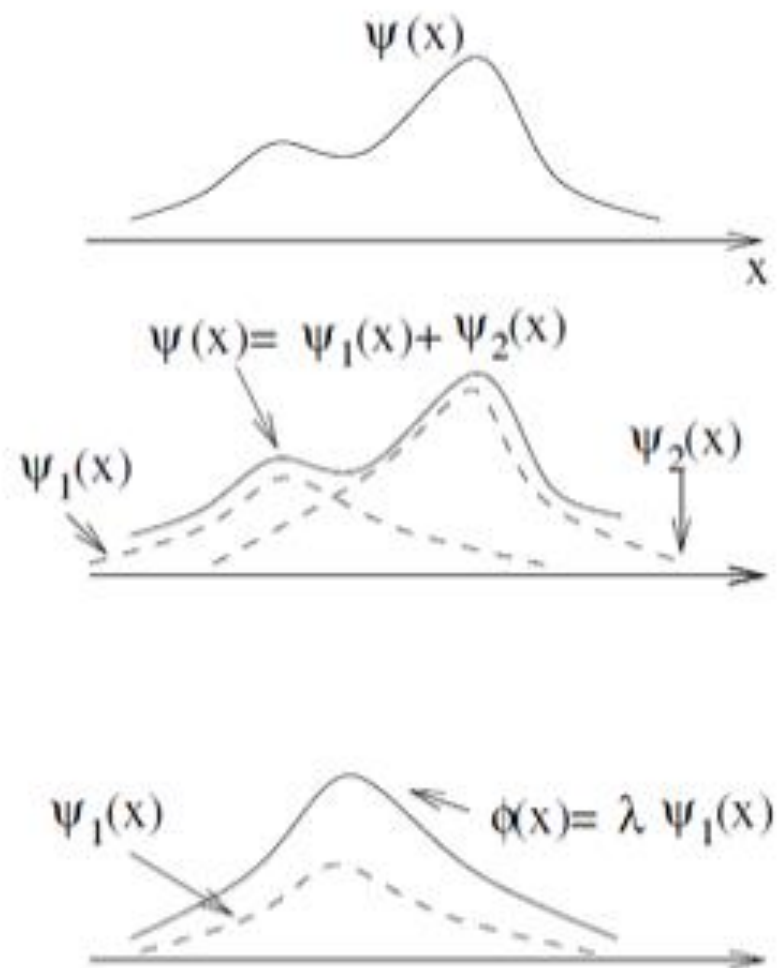 ψ(x)
x
ψ(x)= ψ₁(x)+ ψ₂(x)
ψ₁(x)
ψ₂(x)
ψ₁(x)
ϕ(x)= λ ψ₁(x)